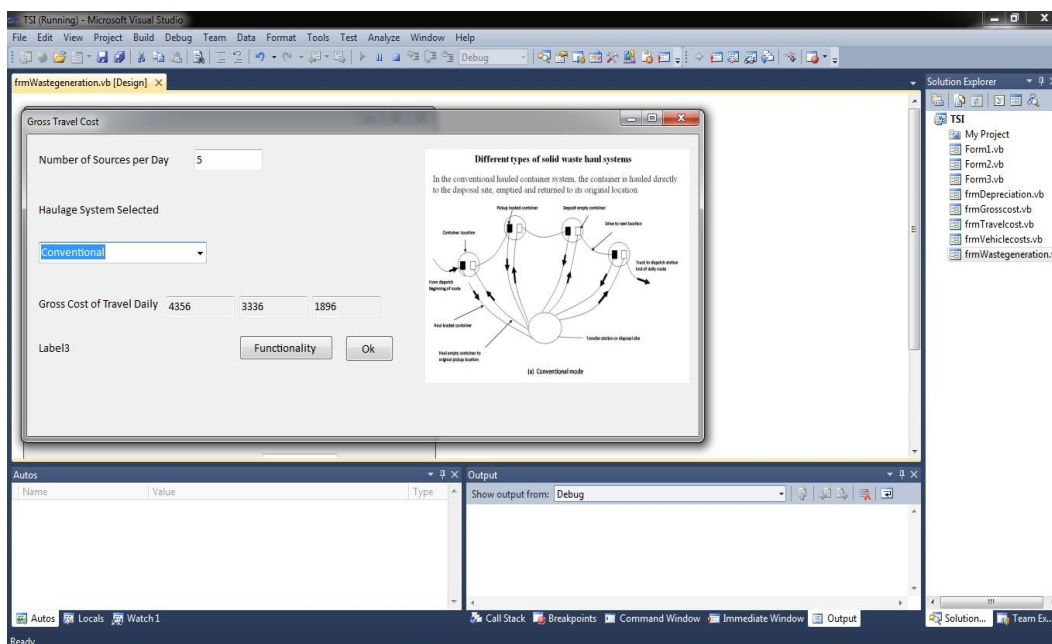 TSI (Running) - Microsoft Visual Studio
File Edit View Project Build Debug Team Data Format Tools Test Analyze Window Help
Debug
frmWastegeneration.vb [Design]
Gross Travel Cost
Number of Sources per Day 5
Haulage System Selected
Conventional
Gross Cost of Travel Daily 4356 3336 1896
Label3 Functionality Ok
Different types of solid waste haul systems
In the conventional hauled container system, the container is hauled directly
to the disposal site, emptied and returned to its original location.
Pickup loaded container
Deposit empty container
Container Location
Drive to next location
Truck to dispatch station
End of daily route
From dispatch
Beginning of route
Haul loaded container
Transfer station or disposal site
Haul empty container to
original pickup location
(a) Conventional mode
Solution Explorer
TSI
My Project
Form1.vb
Form2.vb
Form3.vb
frmDepreciation.vb
frmGrosscost.vb
frmTravelcost.vb
frmVehiclecosts.vb
frmWastegeneration.
Autos
Name Value Type
Output
Show output from: Debug
Autos Locals Watch 1
Call Stack Breakpoints Command Window Immediate Window Output
Solution... Team Ex...
Ready